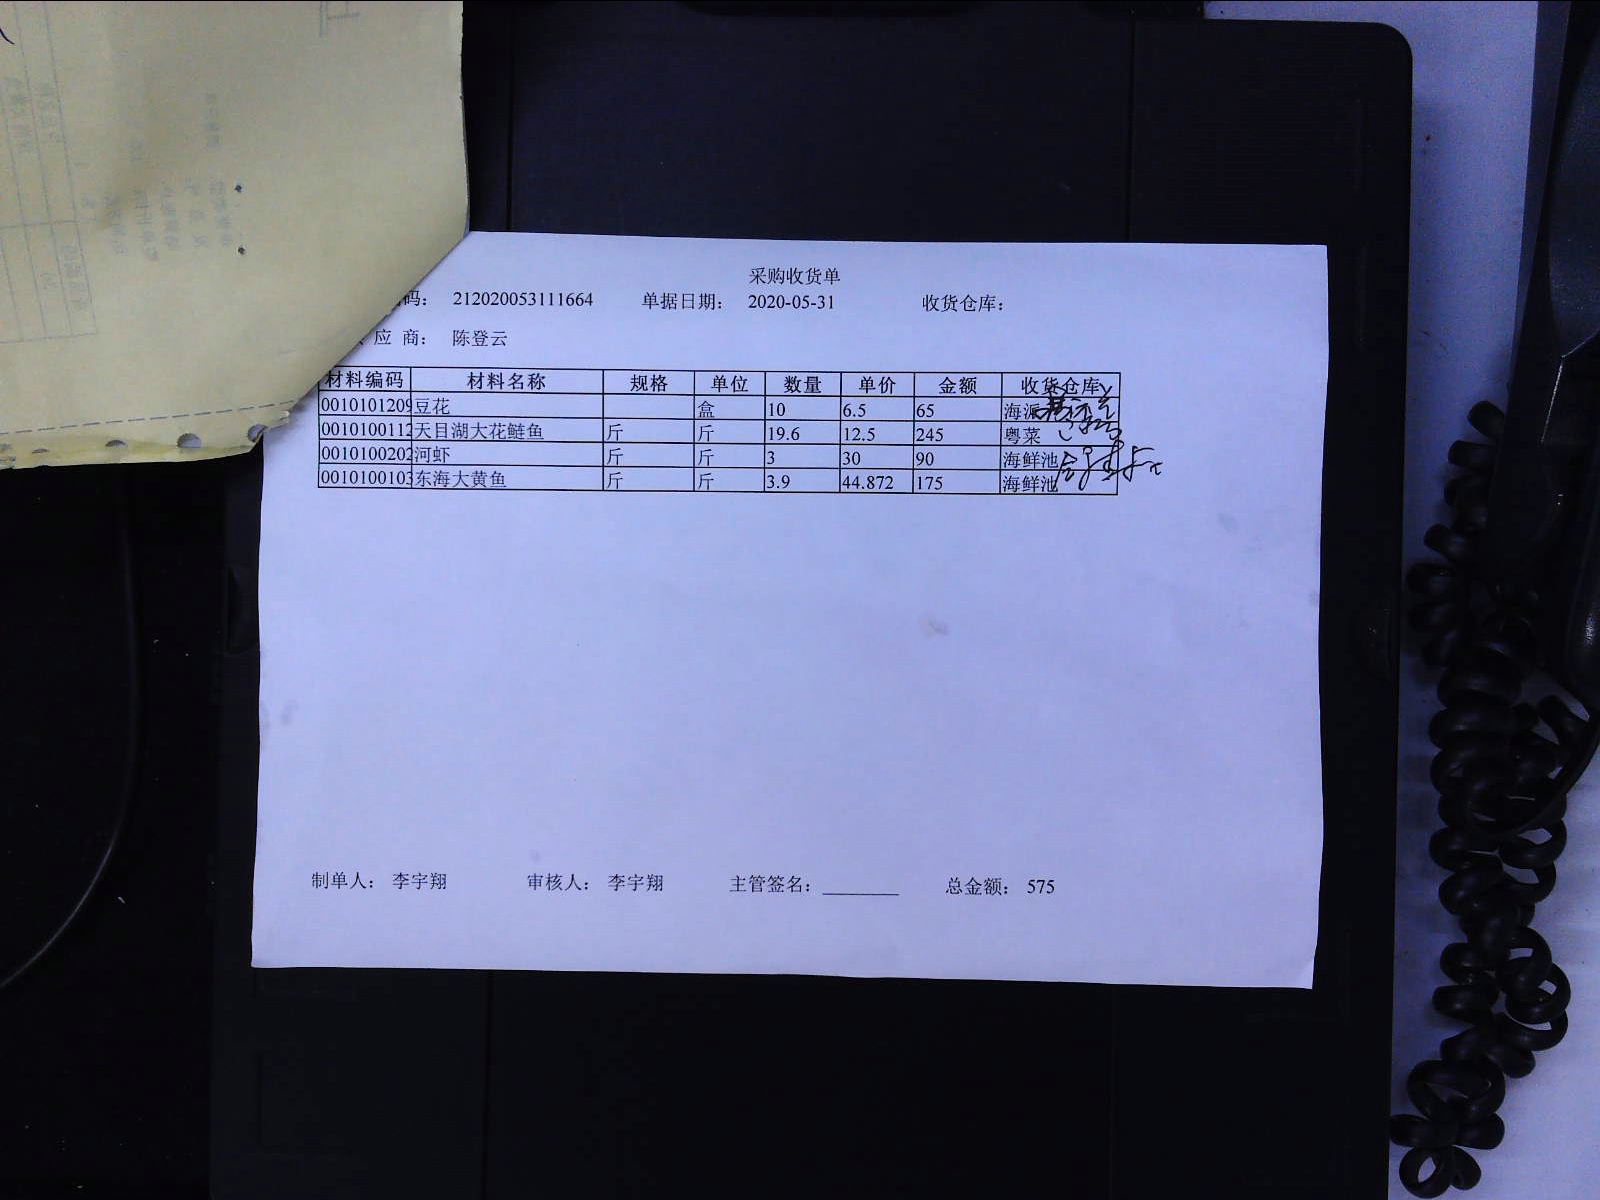 采购收货单
码： 212020053111664 单据日期： 2020-05-31 收货仓库：
应 商： 陈登云
材料编码 材料名称 规格 单位 数量 单价 金额 收货仓库
0010101209 豆花 盒 10 6.5 65 海派
0010100112 天目湖大花鲢鱼 斤 斤 19.6 12.5 245 粤菜
0010100202 河虾 斤 斤 3 30 90 海鲜池
0010100103 东海大黄鱼 斤 斤 3.9 44.872 175 海鲜池
制单人： 李宇翔 审核人： 李宇翔 主管签名： 总金额： 575